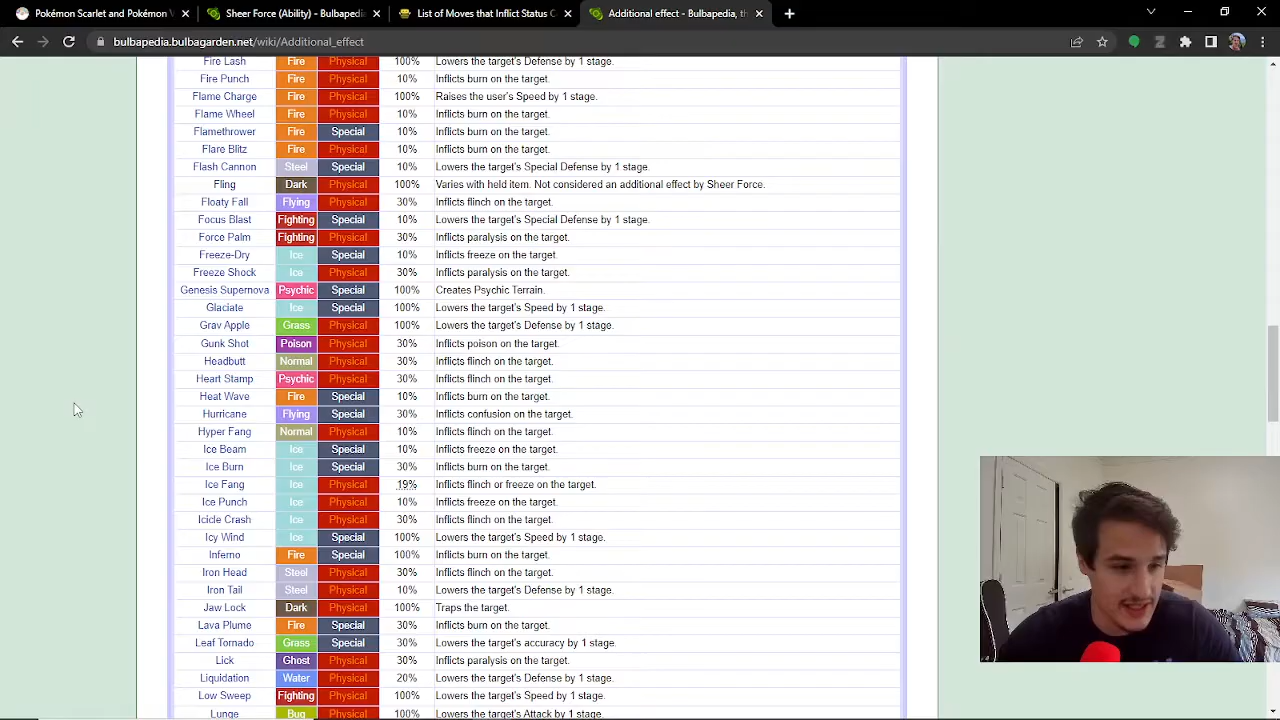 Pokémon Scarlet and Pokémon V
Sheer Force (Ability) - Bulbapedia
List of Moves that Inflict Status C
Additional effect - Bulbapedia, th
bulbapedia.bulbagarden.net/wiki/Additional_effect
Fire Lash Fire Physical 100% Lowers the target's Defense by 1 stage.
Fire Punch Fire Physical 10% Inflicts burn on the target.
Flame Charge Fire Physical 100% Raises the user's Speed by 1 stage.
Flame Wheel Fire Physical 10% Inflicts burn on the target.
Flamethrower Fire Special 10% Inflicts burn on the target.
Flare Blitz Fire Physical 10% Inflicts burn on the target.
Flash Cannon Steel Special 10% Lowers the target's Special Defense by 1 stage.
Fling Dark Physical 100% Varies with held item. Not considered an additional effect by Sheer Force.
Floaty Fall Flying Physical 30% Inflicts flinch on the target.
Focus Blast Fighting Special 10% Lowers the target's Special Defense by 1 stage.
Force Palm Fighting Physical 30% Inflicts paralysis on the target.
Freeze-Dry Ice Special 10% Inflicts freeze on the target.
Freeze Shock Ice Physical 30% Inflicts paralysis on the target.
Genesis Supernova Psychic Special 100% Creates Psychic Terrain.
Glaciate Ice Special 100% Lowers the target's Speed by 1 stage.
Grav Apple Grass Physical 100% Lowers the target's Defense by 1 stage.
Gunk Shot Poison Physical 30% Inflicts poison on the target.
Headbutt Normal Physical 30% Inflicts flinch on the target.
Heart Stamp Psychic Physical 30% Inflicts flinch on the target.
Heat Wave Fire Special 10% Inflicts burn on the target.
Hurricane Flying Special 30% Inflicts confusion on the target.
Hyper Fang Normal Physical 10% Inflicts flinch on the target.
Ice Beam Ice Special 10% Inflicts freeze on the target.
Ice Burn Ice Special 30% Inflicts burn on the target.
Ice Fang Ice Physical 19% Inflicts flinch or freeze on the target.
Ice Punch Ice Physical 10% Inflicts freeze on the target.
Icicle Crash Ice Physical 30% Inflicts flinch on the target.
Icy Wind Ice Special 100% Lowers the target's Speed by 1 stage.
Inferno Fire Special 100% Inflicts burn on the target.
Iron Head Steel Physical 30% Inflicts flinch on the target.
Iron Tail Steel Physical 10% Lowers the target's Defense by 1 stage.
Jaw Lock Dark Physical 100% Traps the target.
Lava Plume Fire Special 30% Inflicts burn on the target.
Leaf Tornado Grass Special 30% Lowers the target's accuracy by 1 stage.
Lick Ghost Physical 30% Inflicts paralysis on the target.
Liquidation Water Physical 20% Lowers the target's Defense by 1 stage.
Low Sweep Fighting Physical 100% Lowers the target's Speed by 1 stage.
Lunge Bug Physical 100% Lowers the target's Attack by 1 stage.